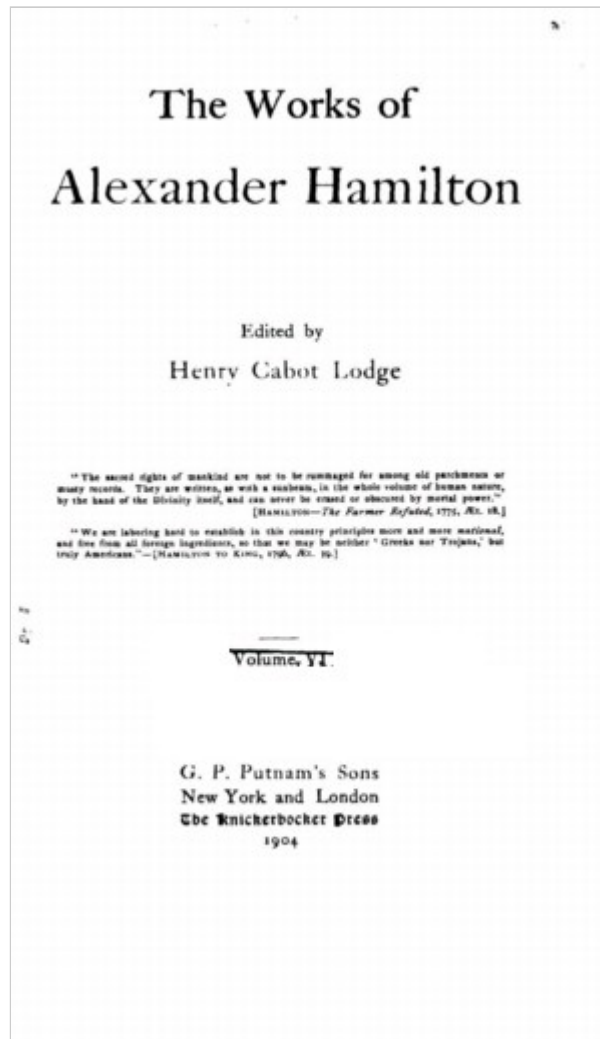 The Works of
Alexander Hamilton
Edited by
Henry Cabot Lodge
"The sacred rights of mankind are not to be rummaged for among old parchments or
musty records. They are written, as with a sunbeam, in the whole volume of human nature,
by the hand of the Divinity itself, and can never be erased or obscured by mortal power."
[HAMILTON—The Farmer Refuted, 1775, Æt. 18.]
"We are laboring hard to establish in this country principles more and more national,
and free from all foreign ingredients, so that we may be neither 'Greeks nor Trojans,' but
truly Americans."—[HAMILTON TO KING, 1796, Æt. 39.]
Volume VI
G. P. Putnam's Sons
New York and London
The Knickerbocker Press
1904